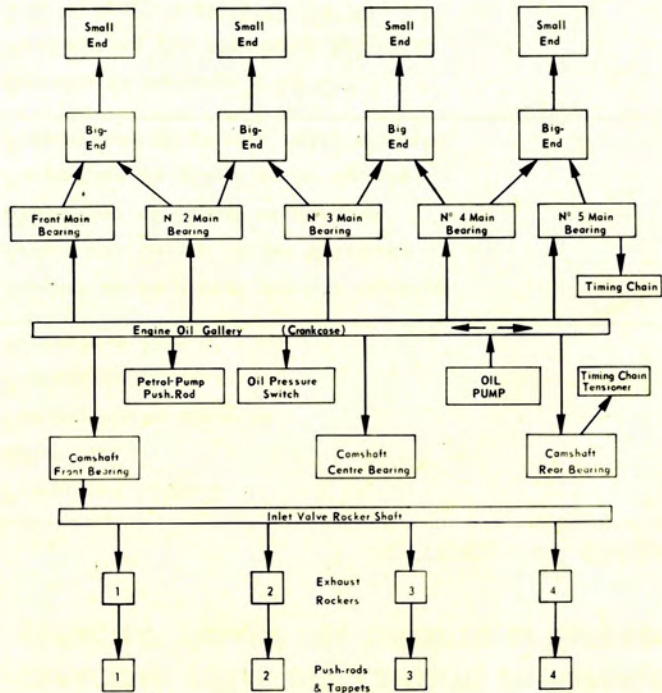 Small
End
Small
End
Small
End
Small
End
Big-
End
Big-
End
Big
End
Big-
End
Front Main
Bearing
N 2 Main
Bearing
Nº 3 Main
Bearing
Nº 4 Main
Bearing
Nº 5 Main
Bearing
Timing Chain
Engine Oil Gallery (Crankcase)
Petrol-Pump
Push.Rod
Oil Pressure
Switch
OIL
PUMP
Timing Chain
Tensioner
Camshaft
Front Bearing
Camshaft
Centre Bearing
Camshaft
Rear Bearing
Inlet Valve Rocker Shaft
1
2
Exhaust
Rockers
3
4
1
2
Push-rods
& Tappets
3
4